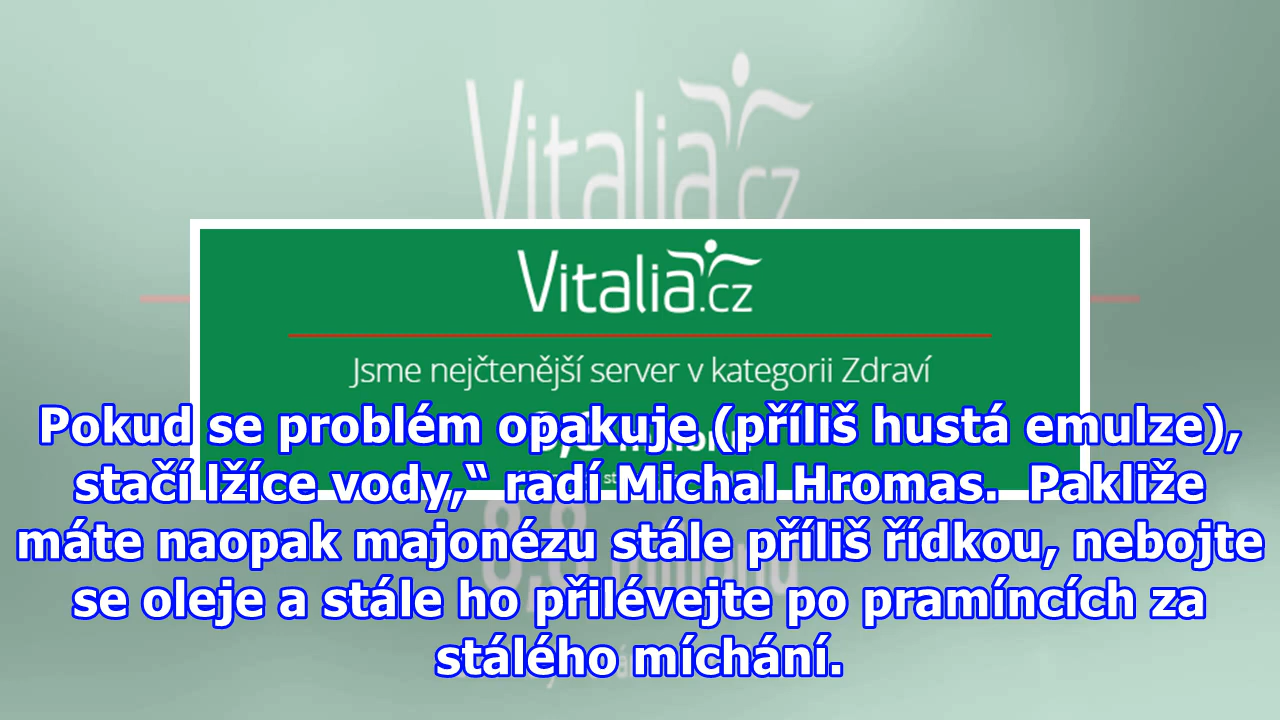 Vitalia.cz
Vitalia.cz
Jsme nejčtenější server v kategorii Zdraví
Pokud se problém opakuje (příliš hustá emulze),
stačí lžíce vody,“ radí Michal Hromas. Pakliže
máte naopak majonézu stále příliš řídkou, nebojte
se oleje a stále ho přilévejte po pramíncích za
stálého míchání.